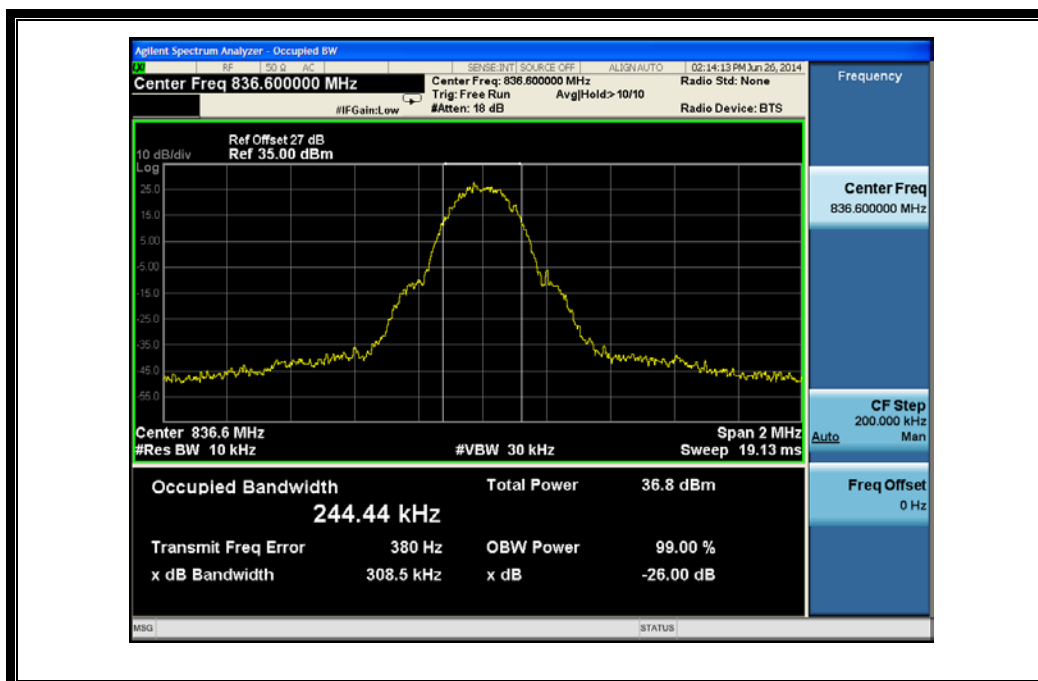 Agilent Spectrum Analyzer - Occupied BW
LXI RF 50 Ω AC SENSE:INT SOURCE OFF ALIGN AUTO 02:14:13 PM Jun 26, 2014
Center Freq 836.600000 MHz
Center Freq: 836.600000 MHz
Radio Std: None
Trig: Free Run Avg|Hold:> 10/10
#IFGain:Low #Atten: 18 dB Radio Device: BTS
Ref Offset 27 dB
10 dB/div Ref 35.00 dBm
Log
25.0
15.0
5.00
-5.00
-15.0
-25.0
-35.0
-45.0
-55.0
Center 836.6 MHz Span 2 MHz
#Res BW 10 kHz #VBW 30 kHz Sweep 19.13 ms
Occupied Bandwidth Total Power 36.8 dBm
244.44 kHz
Transmit Freq Error 380 Hz OBW Power 99.00 %
x dB Bandwidth 308.5 kHz x dB -26.00 dB
MSG STATUS
Frequency
Center Freq
836.600000 MHz
CF Step
200.000 kHz
Auto Man
Freq Offset
0 Hz